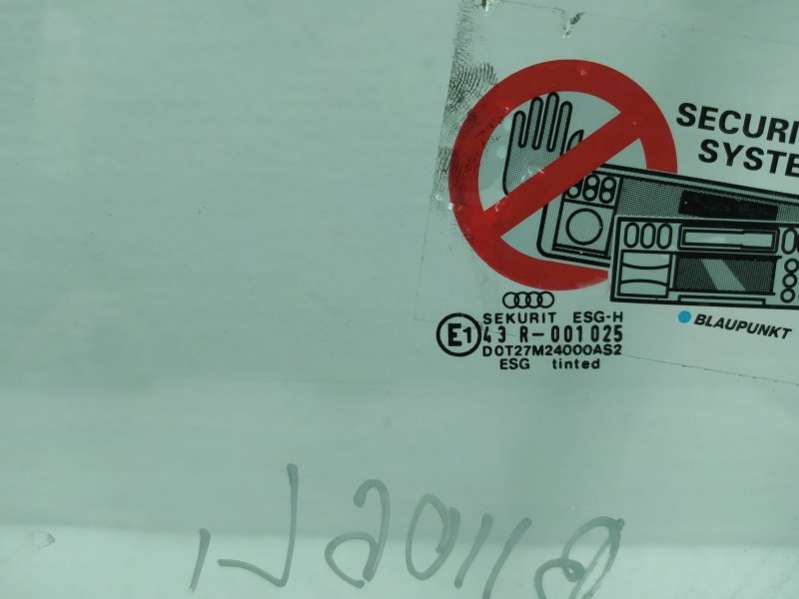 SECURI
SYSTE
BLAUPUNKT
SEKURIT ESG-H
E1
43 R-001025
DOT27M24000AS2
ESG tinted